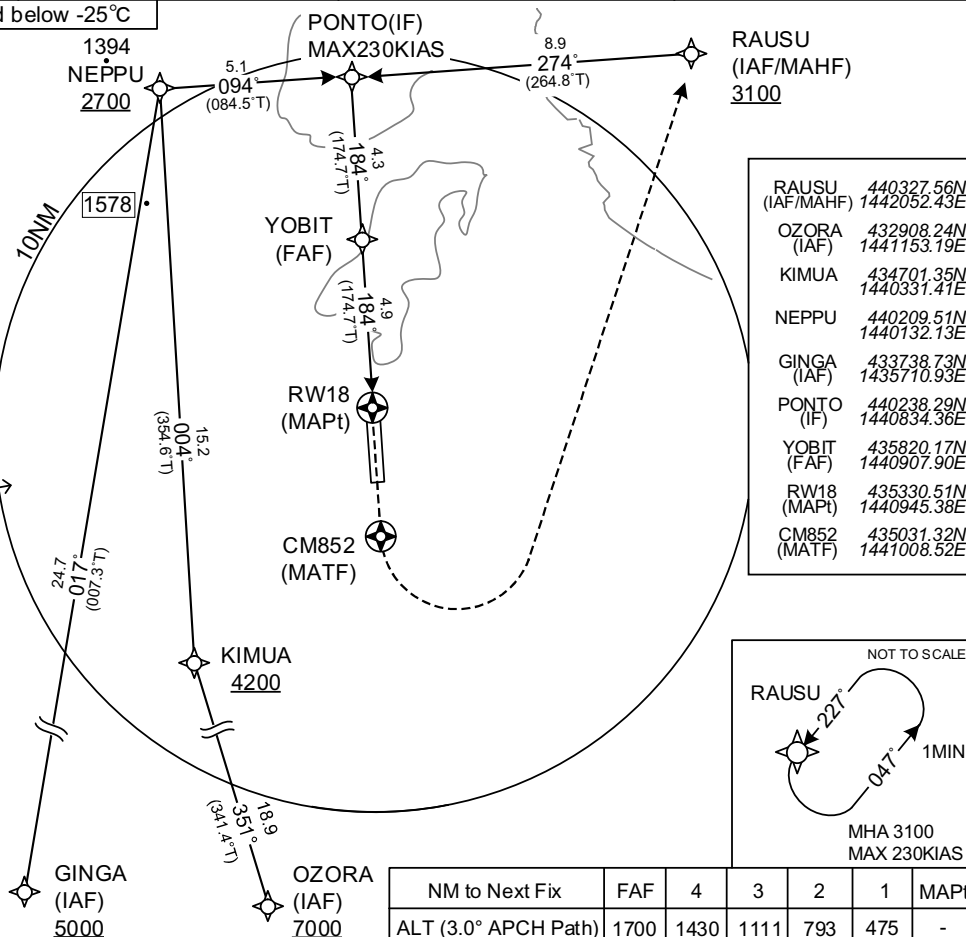 d below -25°C
1394
NEPPU
2700
5.1
094°
(084.5°T)
PONTO(IF)
MAX230KIAS
8.9
274°
(264.8°T)
RAUSU
(IAF/MAHF)
3100
1578
10NM
4.3
184°
(174.7°T)
YOBIT
(FAF)
4.9
184°
(174.7°T)
RW18
(MAPt)
CM852
(MATF)
15.2
004°
(354.6°T)
24.7
017°
(007.3°T)
KIMUA
4200
18.9
351°
(341.4°T)
GINGA
(IAF)
5000
OZORA
(IAF)
7000
RAUSU 440327.56N
(IAF/MAHF) 1442052.43E
OZORA 432908.24N
(IAF) 1441153.19E
KIMUA 434701.35N
1440331.41E
NEPPU 440209.51N
1440132.13E
GINGA 433738.73N
(IAF) 1435710.93E
PONTO 440238.29N
(IF) 1440834.36E
YOBIT 435820.17N
(FAF) 1440907.90E
RW18 435330.51N
(MAPt) 1440945.38E
CM852 435031.32N
(MATF) 1441008.52E
NOT TO SCALE
RAUSU
227°
047°
1MIN
MHA 3100
MAX 230KIAS
NM to Next Fix FAF 4 3 2 1 MAPt
ALT (3.0° APCH Path) 1700 1430 1111 793 475 -